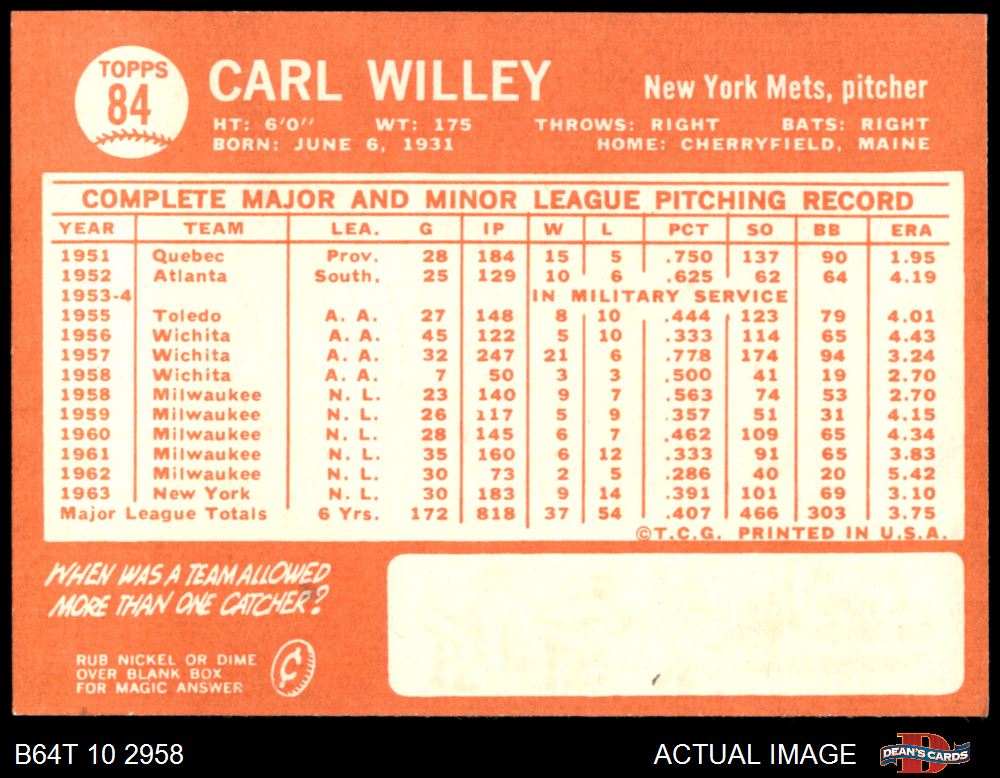 TOPPS
84
CARL WILLEY
New York Mets, pitcher
HT: 6'0" WT: 175 THROWS: RIGHT BATS: RIGHT
BORN: JUNE 6, 1931 HOME: CHERRYFIELD, MAINE
COMPLETE MAJOR AND MINOR LEAGUE PITCHING RECORD
YEAR TEAM LEA. G IP W L PCT SO BB ERA
1951 Quebec Prov. 28 184 15 5 .750 137 90 1.95
1952 Atlanta South. 25 129 10 6 .625 62 64 4.19
1953-4 IN MILITARY SERVICE
1955 Toledo A. A. 27 148 8 10 .444 123 79 4.01
1956 Wichita A. A. 45 122 5 10 .333 114 65 4.43
1957 Wichita A. A. 32 247 21 6 .778 174 94 3.24
1958 Wichita A. A. 7 50 3 3 .500 41 19 2.70
1958 Milwaukee N. L. 23 140 9 7 .563 74 53 2.70
1959 Milwaukee N. L. 26 117 5 9 .357 51 31 4.15
1960 Milwaukee N. L. 28 145 6 7 .462 109 65 4.34
1961 Milwaukee N. L. 35 160 6 12 .333 91 65 3.83
1962 Milwaukee N. L. 30 73 2 5 .286 40 20 5.42
1963 New York N. L. 30 183 9 14 .391 101 69 3.10
Major League Totals 6 Yrs. 172 818 37 54 .407 466 303 3.75
©T.C.G. PRINTED IN U.S.A.
WHEN WAS A TEAM ALLOWED
MORE THAN ONE CATCHER?
RUB NICKEL OR DIME
OVER BLANK BOX
FOR MAGIC ANSWER
¢
B64T 10 2958 ACTUAL IMAGE DEAN'S CARDS